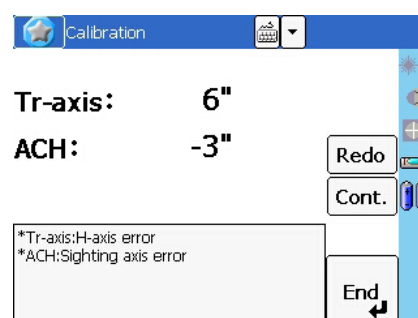 Calibration
Tr-axis: 6"
ACH: -3"
Redo
Cont.
*Tr-axis:H-axis error
*ACH:Sighting axis error
End